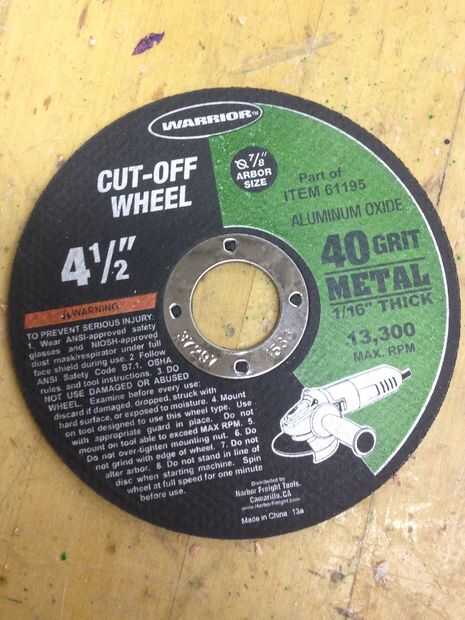 WARRIOR™
CUT-OFF
WHEEL
4 1/2"
Ø 7/8"
ARBOR
SIZE
Part of
ITEM 61195
ALUMINUM OXIDE
40 GRIT
METAL
1/16" THICK
13,300
MAX. RPM
⚠WARNING
TO PREVENT SERIOUS INJURY:
1. Wear ANSI-approved safety
glasses and NIOSH-approved
dust mask/respirator under full
face shield during use. 2. Follow
ANSI Safety Code B7.1, OSHA
rules and tool instructions. 3. DO
NOT USE DAMAGED OR ABUSED
WHEEL. Examine before every use:
discard if damaged, dropped, struck with
hard surface, or exposed to moisture. 4. Mount
on tool designed to use this wheel type. Use
with appropriate guard in place. Do not
mount on tool able to exceed MAX RPM. 5.
Do not over-tighten mounting nut. 6. Do
not grind with edge of wheel. 7. Do not
alter arbor. 8. Do not stand in line of
disc when starting machine. Spin
wheel at full speed for one minute
before use.
Distributed by
Harbor Freight Tools,
Camarillo, CA
www.HarborFreight.com
Made in China 13a